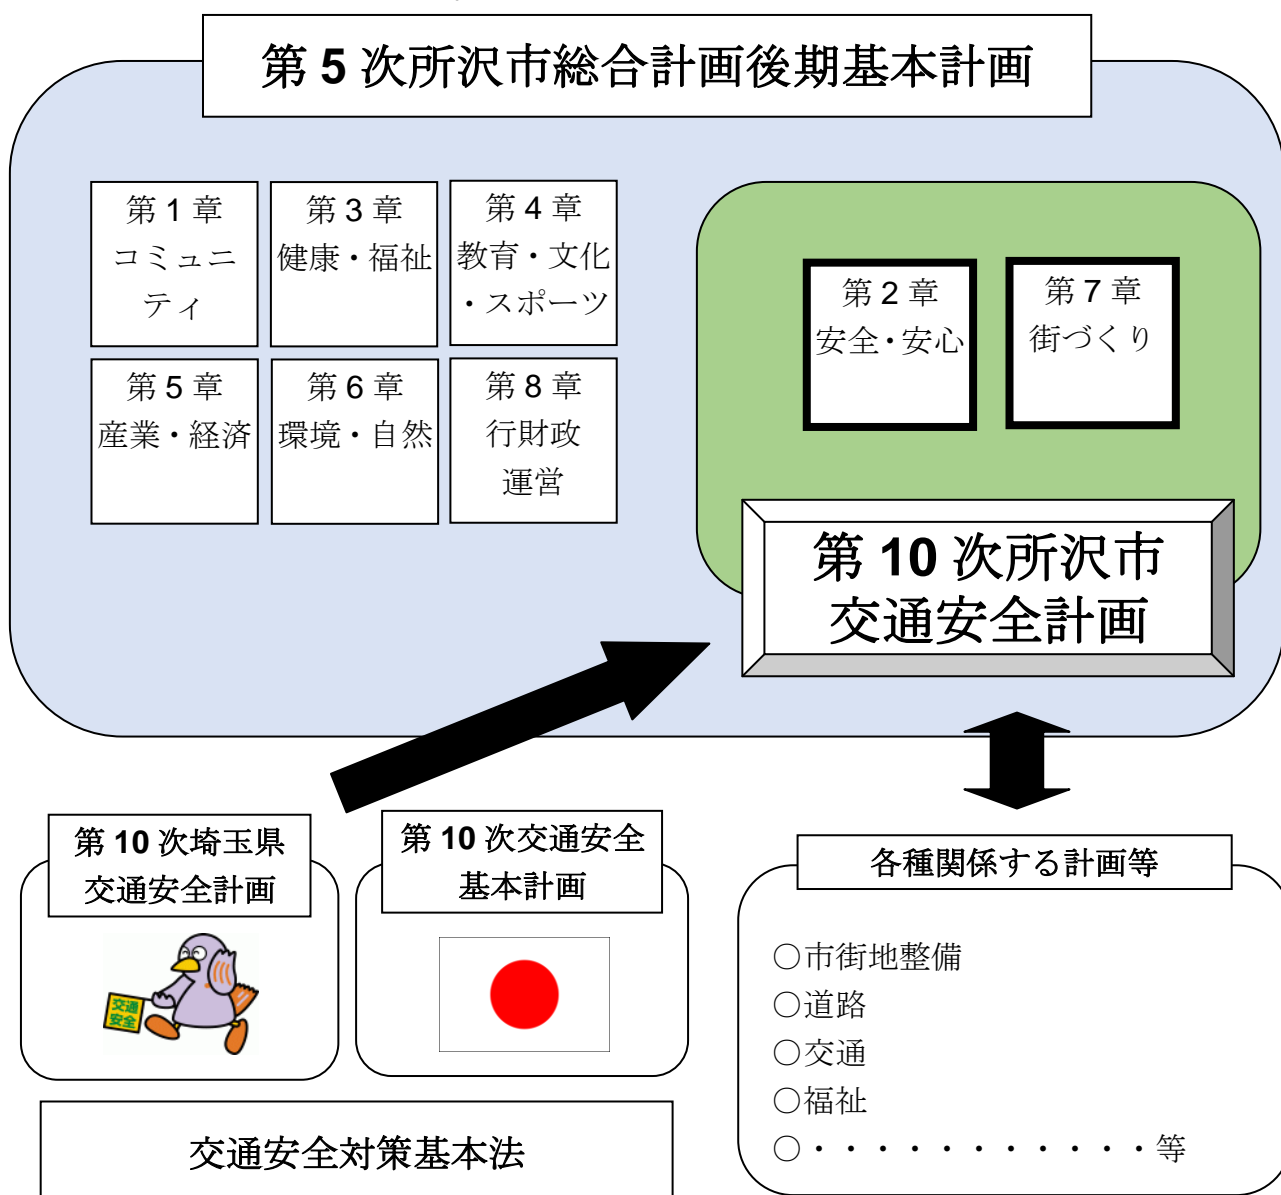 第 5 次所沢市総合計画後期基本計画
第 1 章
コミュニ
ティ
第 3 章
健康・福祉
第 4 章
教育・文化
・スポーツ
第 5 章
産業・経済
第 6 章
環境・自然
第 8 章
行財政
運営
第 2 章
安全・安心
第 7 章
街づくり
第 10 次所沢市
交通安全計画
第 10 次埼玉県
交通安全計画
交通
安全
第 10 次交通安全
基本計画
交通安全対策基本法
各種関係する計画等
○市街地整備
○道路
○交通
○福祉
○・・・・・・・・・・・等